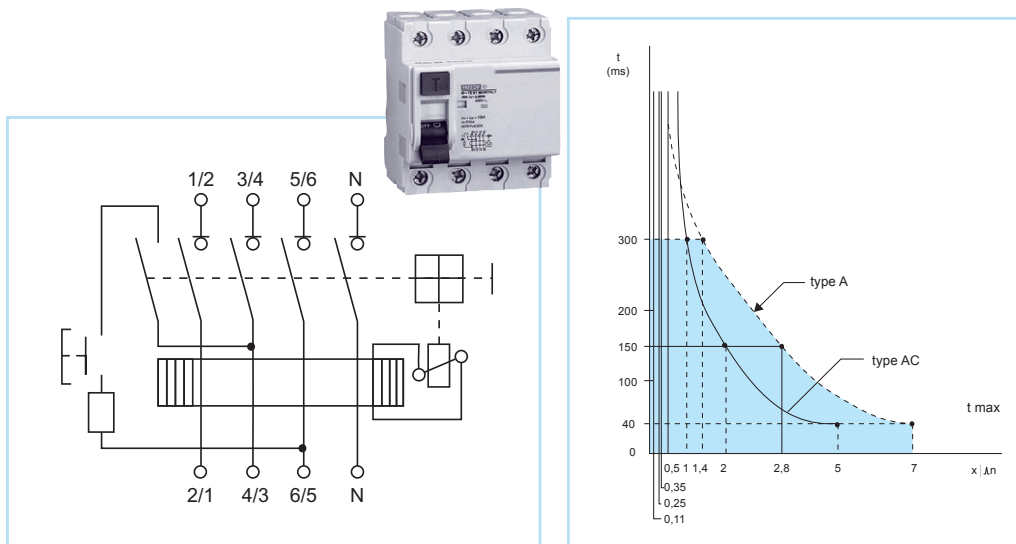 1/2 3/4 5/6 N
2/1 4/3 6/5 N
T
OFF
t
(ms)
300
200
150
100
40
0
type A
type AC
t max
0,5 1 1,4 2 2,8 5 7 x
0,35
0,25
0,11